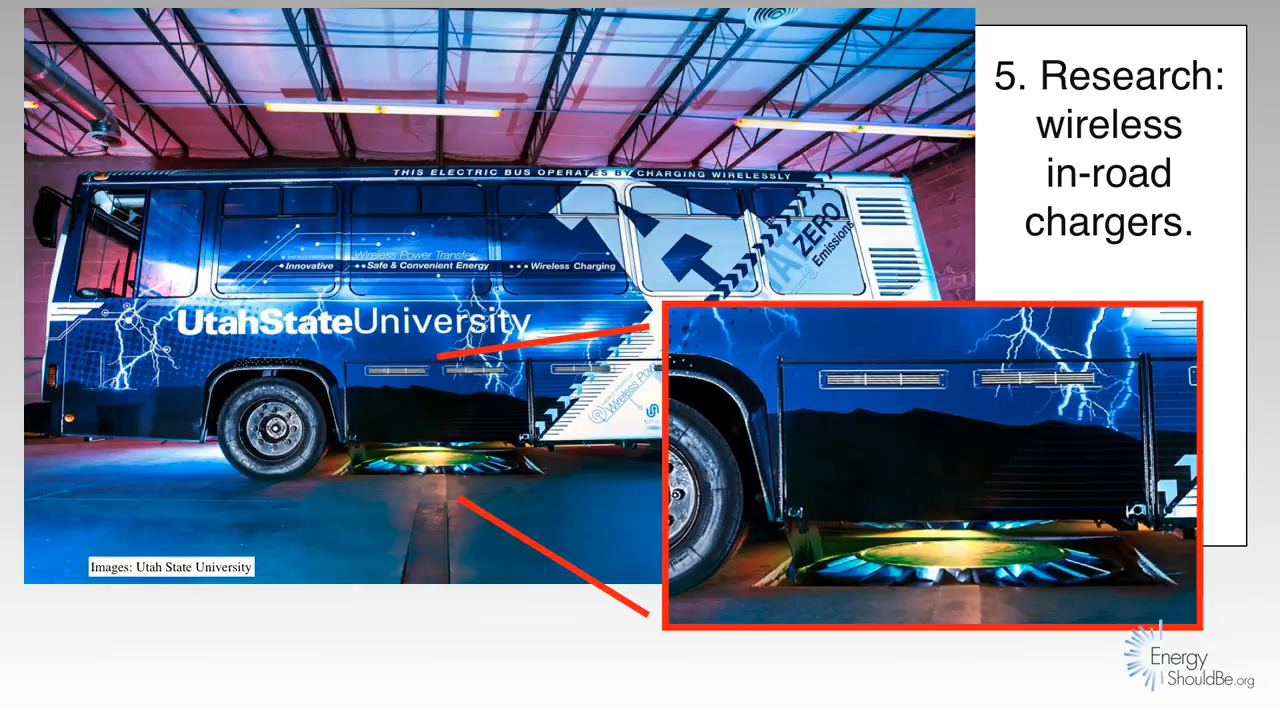 5. Research:
wireless
in-road
chargers.
THIS ELECTRIC BUS OPERATES BY CHARGING WIRELESSLY
ZERO
Emissions
Wireless Power Transfer
Innovative
Safe & Convenient Energy
Wireless Charging
UtahStateUniversity
Images: Utah State University
Energy
ShouldBe.org